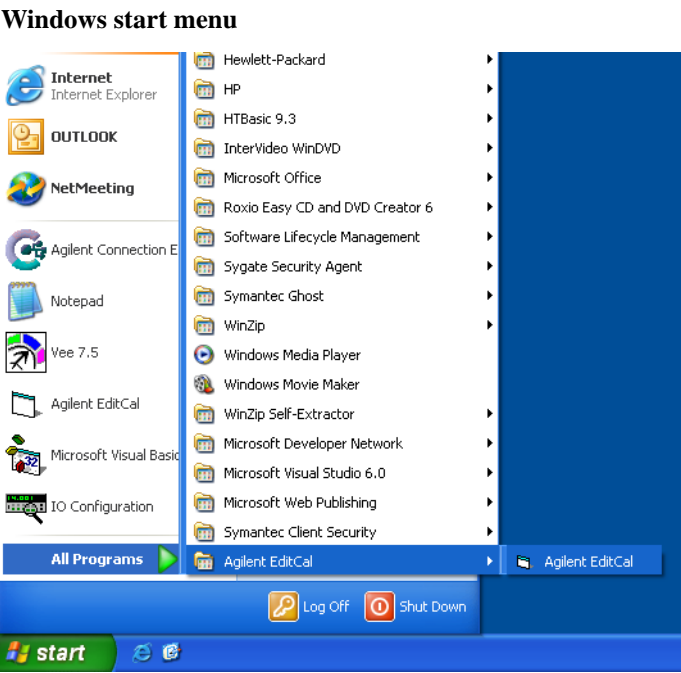 Windows start menu
Internet
Internet Explorer
OUTLOOK
NetMeeting
Agilent Connection E
Notepad
Vee 7.5
Agilent EditCal
Microsoft Visual Basic
IO Configuration
All Programs
Hewlett-Packard
HP
HTBasic 9.3
InterVideo WinDVD
Microsoft Office
Roxio Easy CD and DVD Creator 6
Software Lifecycle Management
Sygate Security Agent
Symantec Ghost
WinZip
Windows Media Player
Windows Movie Maker
WinZip Self-Extractor
Microsoft Developer Network
Microsoft Visual Studio 6.0
Microsoft Web Publishing
Symantec Client Security
Agilent EditCal
Agilent EditCal
Log Off
Shut Down
start